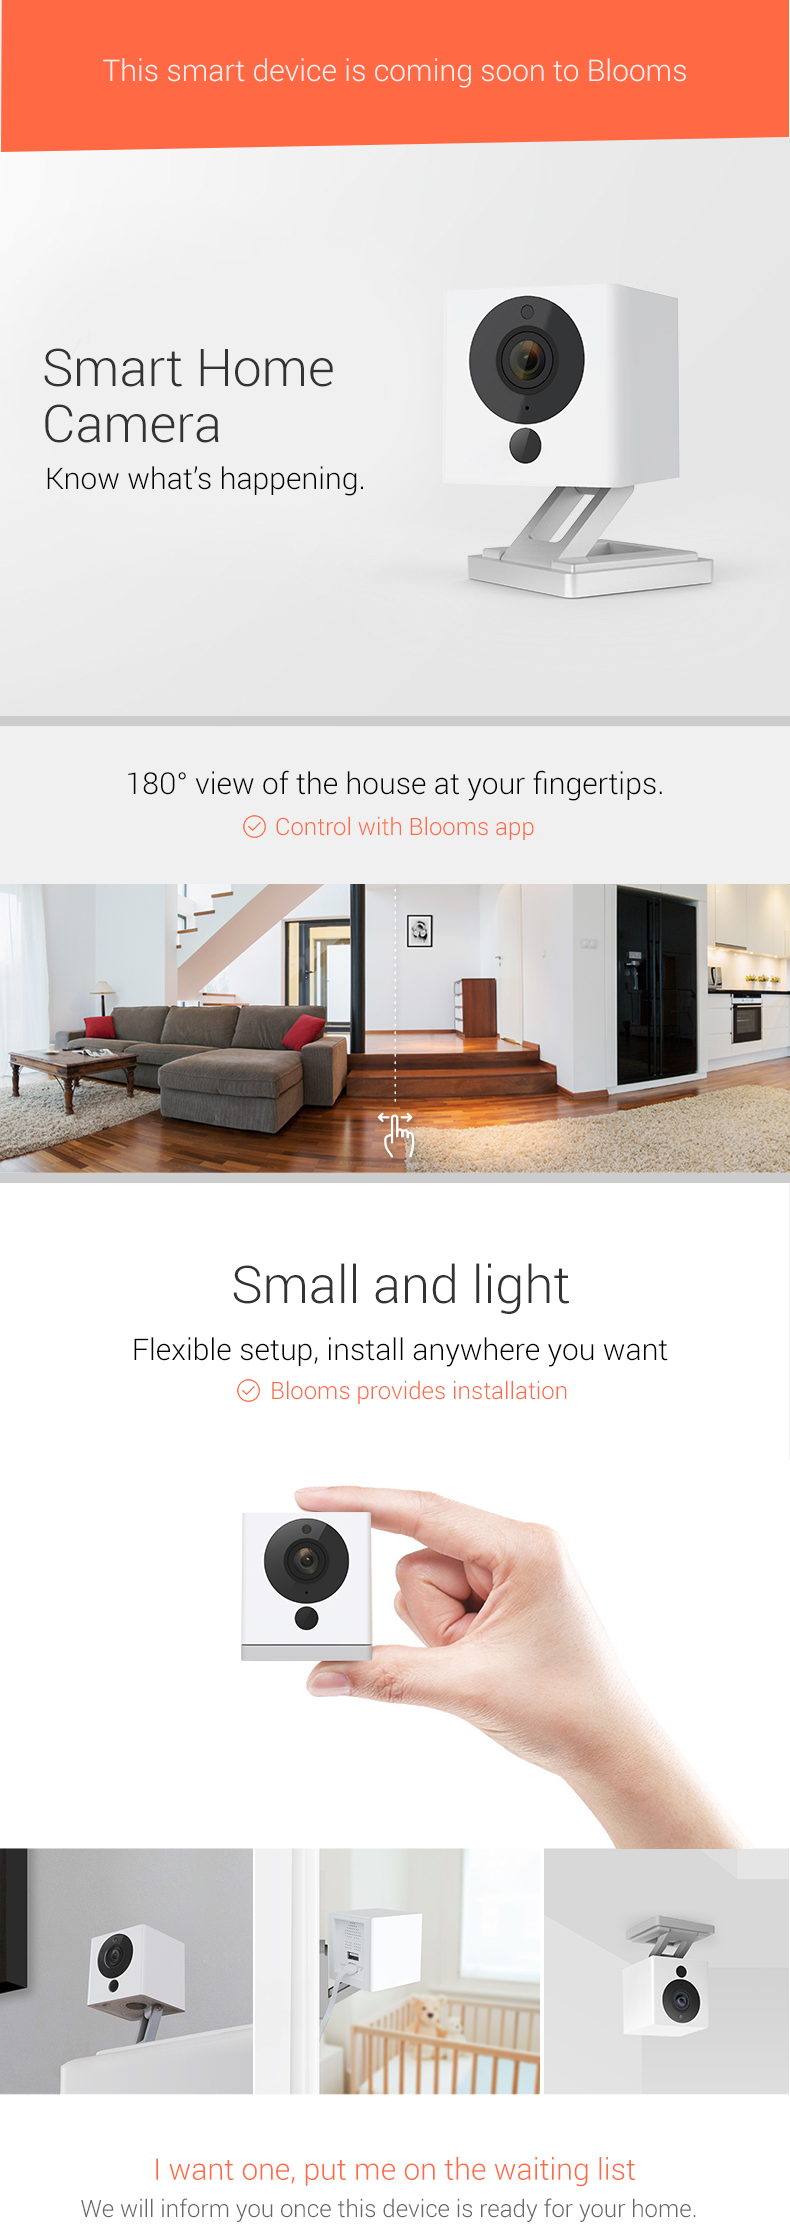 This smart device is coming soon to Blooms
Smart Home
Camera
Know what's happening.
180° view of the house at your fingertips.
Control with Blooms app
Small and light
Flexible setup, install anywhere you want
Blooms provides installation
I want one, put me on the waiting list
We will inform you once this device is ready for your home.